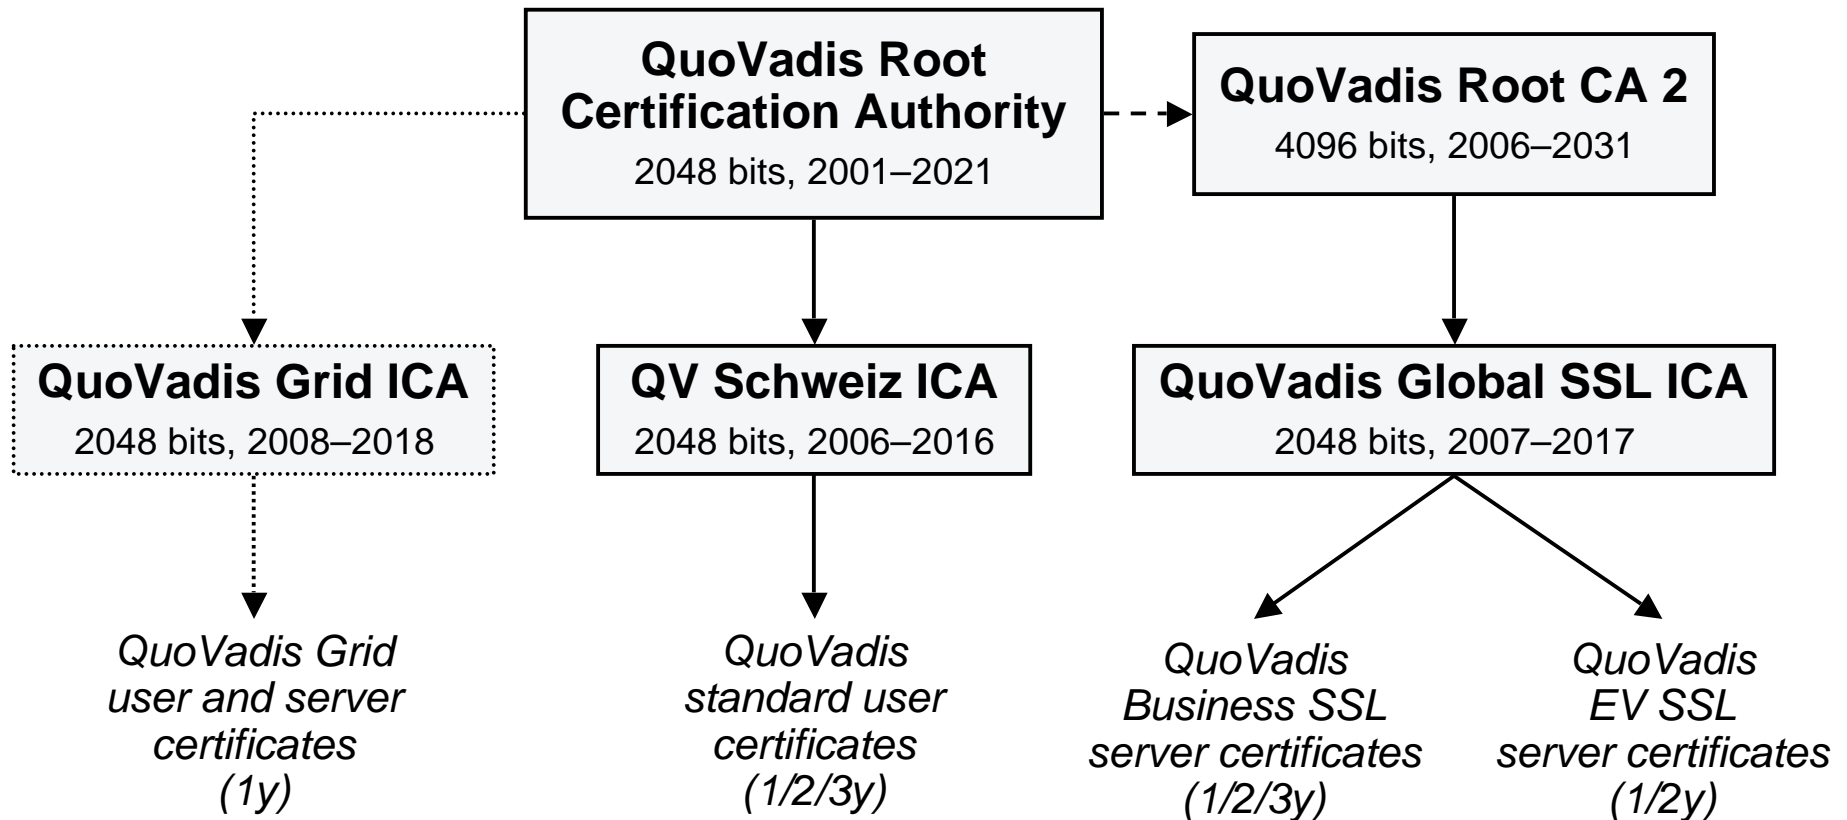 QuoVadis Root
Certification Authority
2048 bits, 2001–2021
QuoVadis Root CA 2
4096 bits, 2006–2031
QuoVadis Grid ICA
2048 bits, 2008–2018
QV Schweiz ICA
2048 bits, 2006–2016
QuoVadis Global SSL ICA
2048 bits, 2007–2017
QuoVadis Grid
user and server
certificates
(1y)
QuoVadis
standard user
certificates
(1/2/3y)
QuoVadis
Business SSL
server certificates
(1/2/3y)
QuoVadis
EV SSL
server certificates
(1/2y)